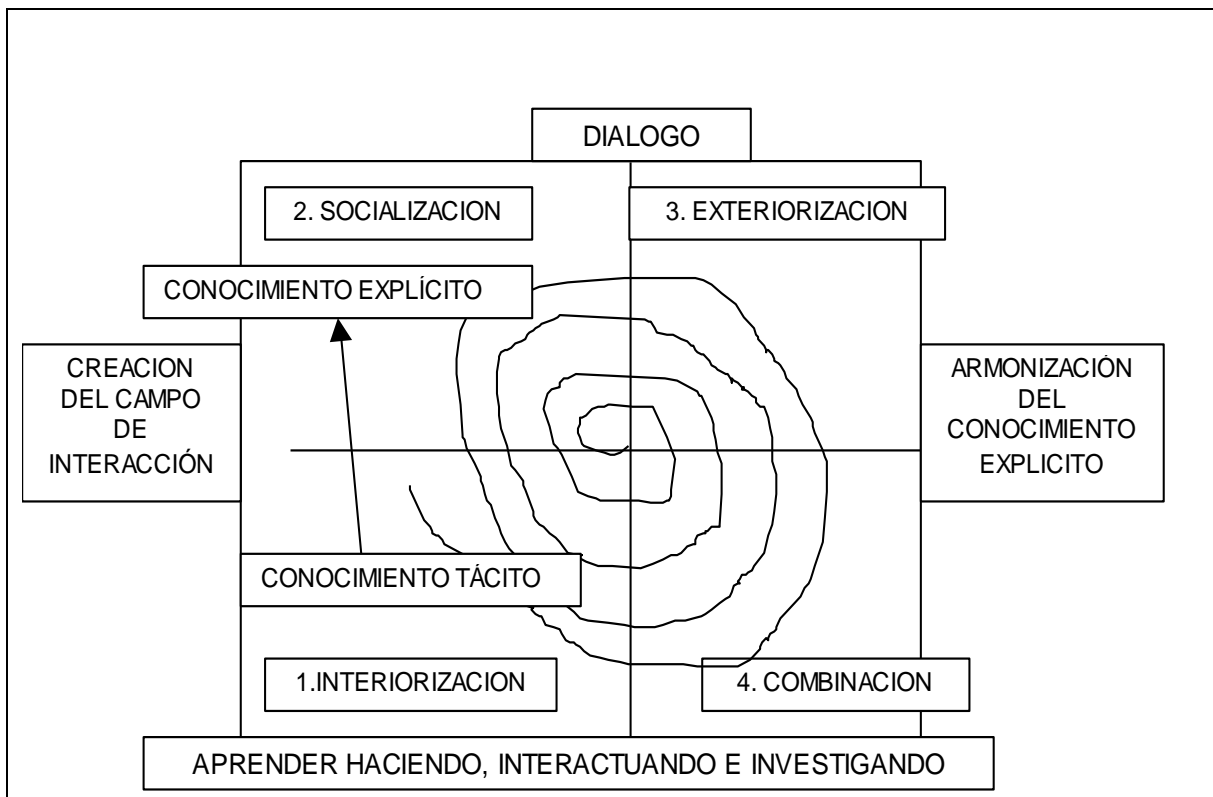 DIALOGO
2. SOCIALIZACION
3. EXTERIORIZACION
CONOCIMIENTO EXPLÍCITO
CREACION
DEL CAMPO
DE
INTERACCIÓN
ARMONIZACIÓN
DEL
CONOCIMIENTO
EXPLICITO
CONOCIMIENTO TÁCITO
1.INTERIORIZACION
4. COMBINACION
APRENDER HACIENDO, INTERACTUANDO E INVESTIGANDO